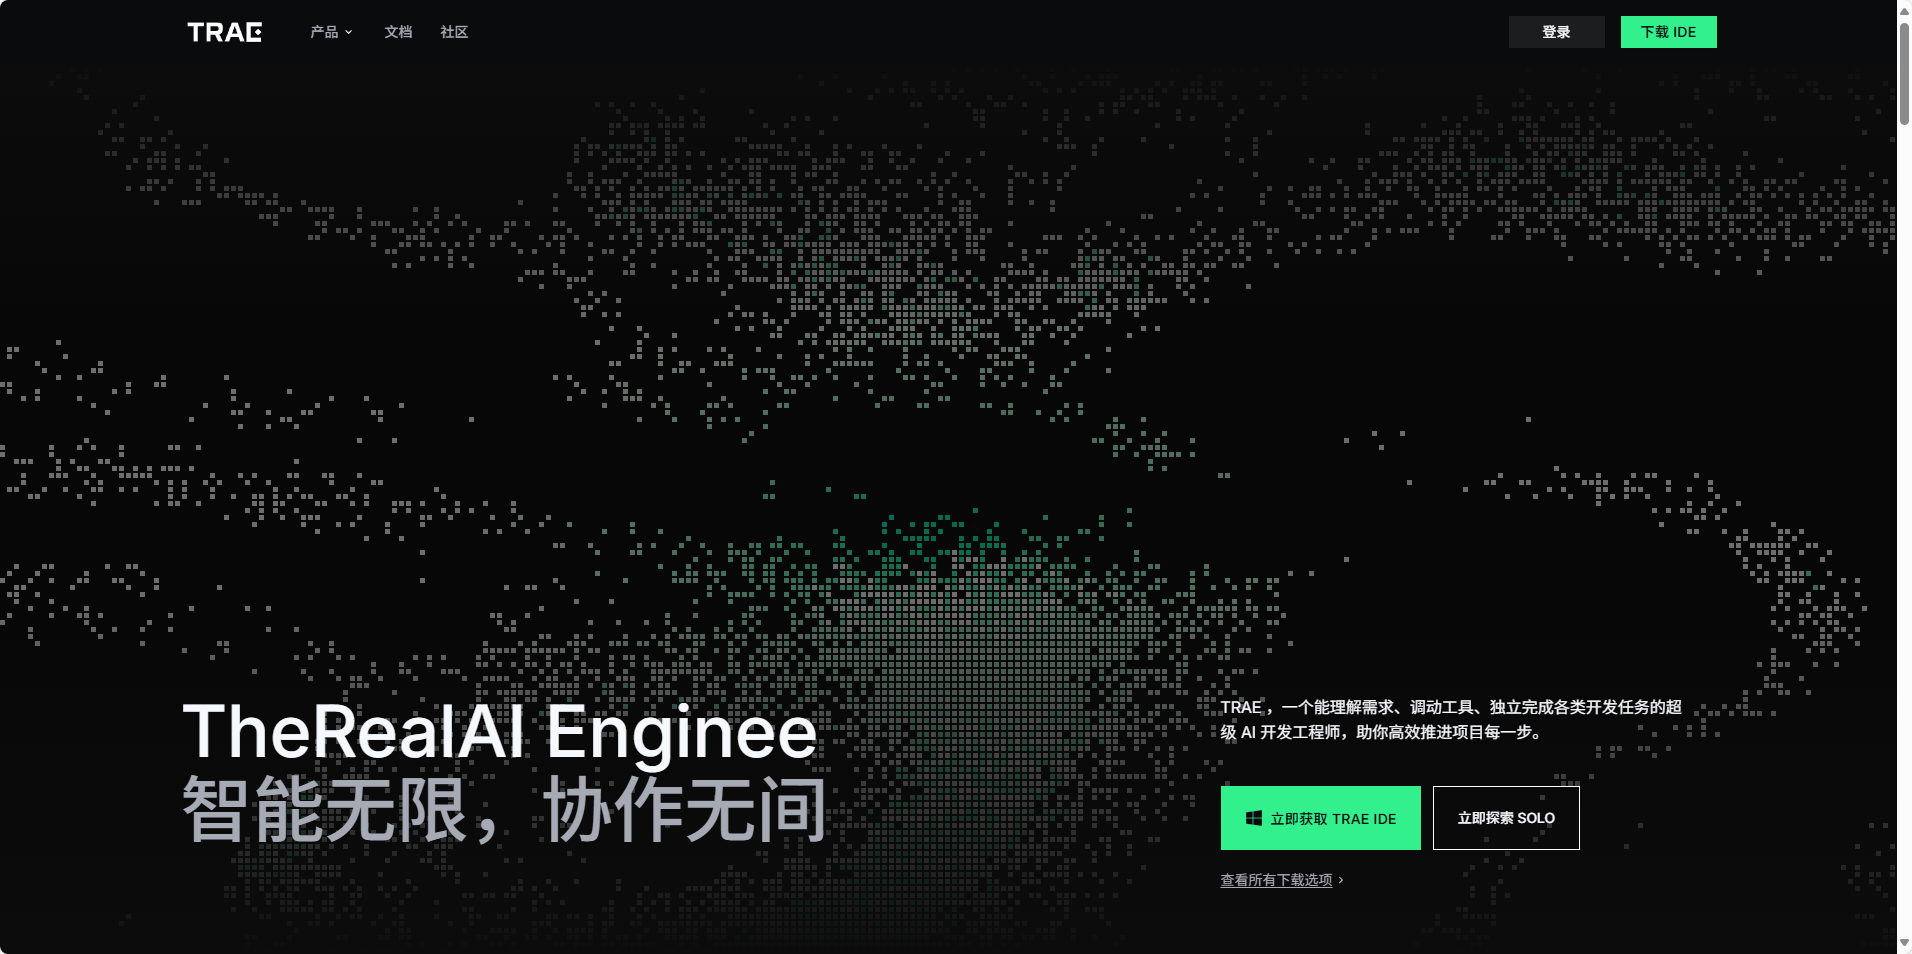 TRAE
产品
文档
社区
登录
下载 IDE
TheRealAI Enginee
智能无限，协作无间
TRAE ，一个能理解需求、调动工具、独立完成各类开发任务的超
级 AI 开发工程师，助你高效推进项目每一步。
立即获取 TRAE IDE
立即探索 SOLO
查看所有下载选项